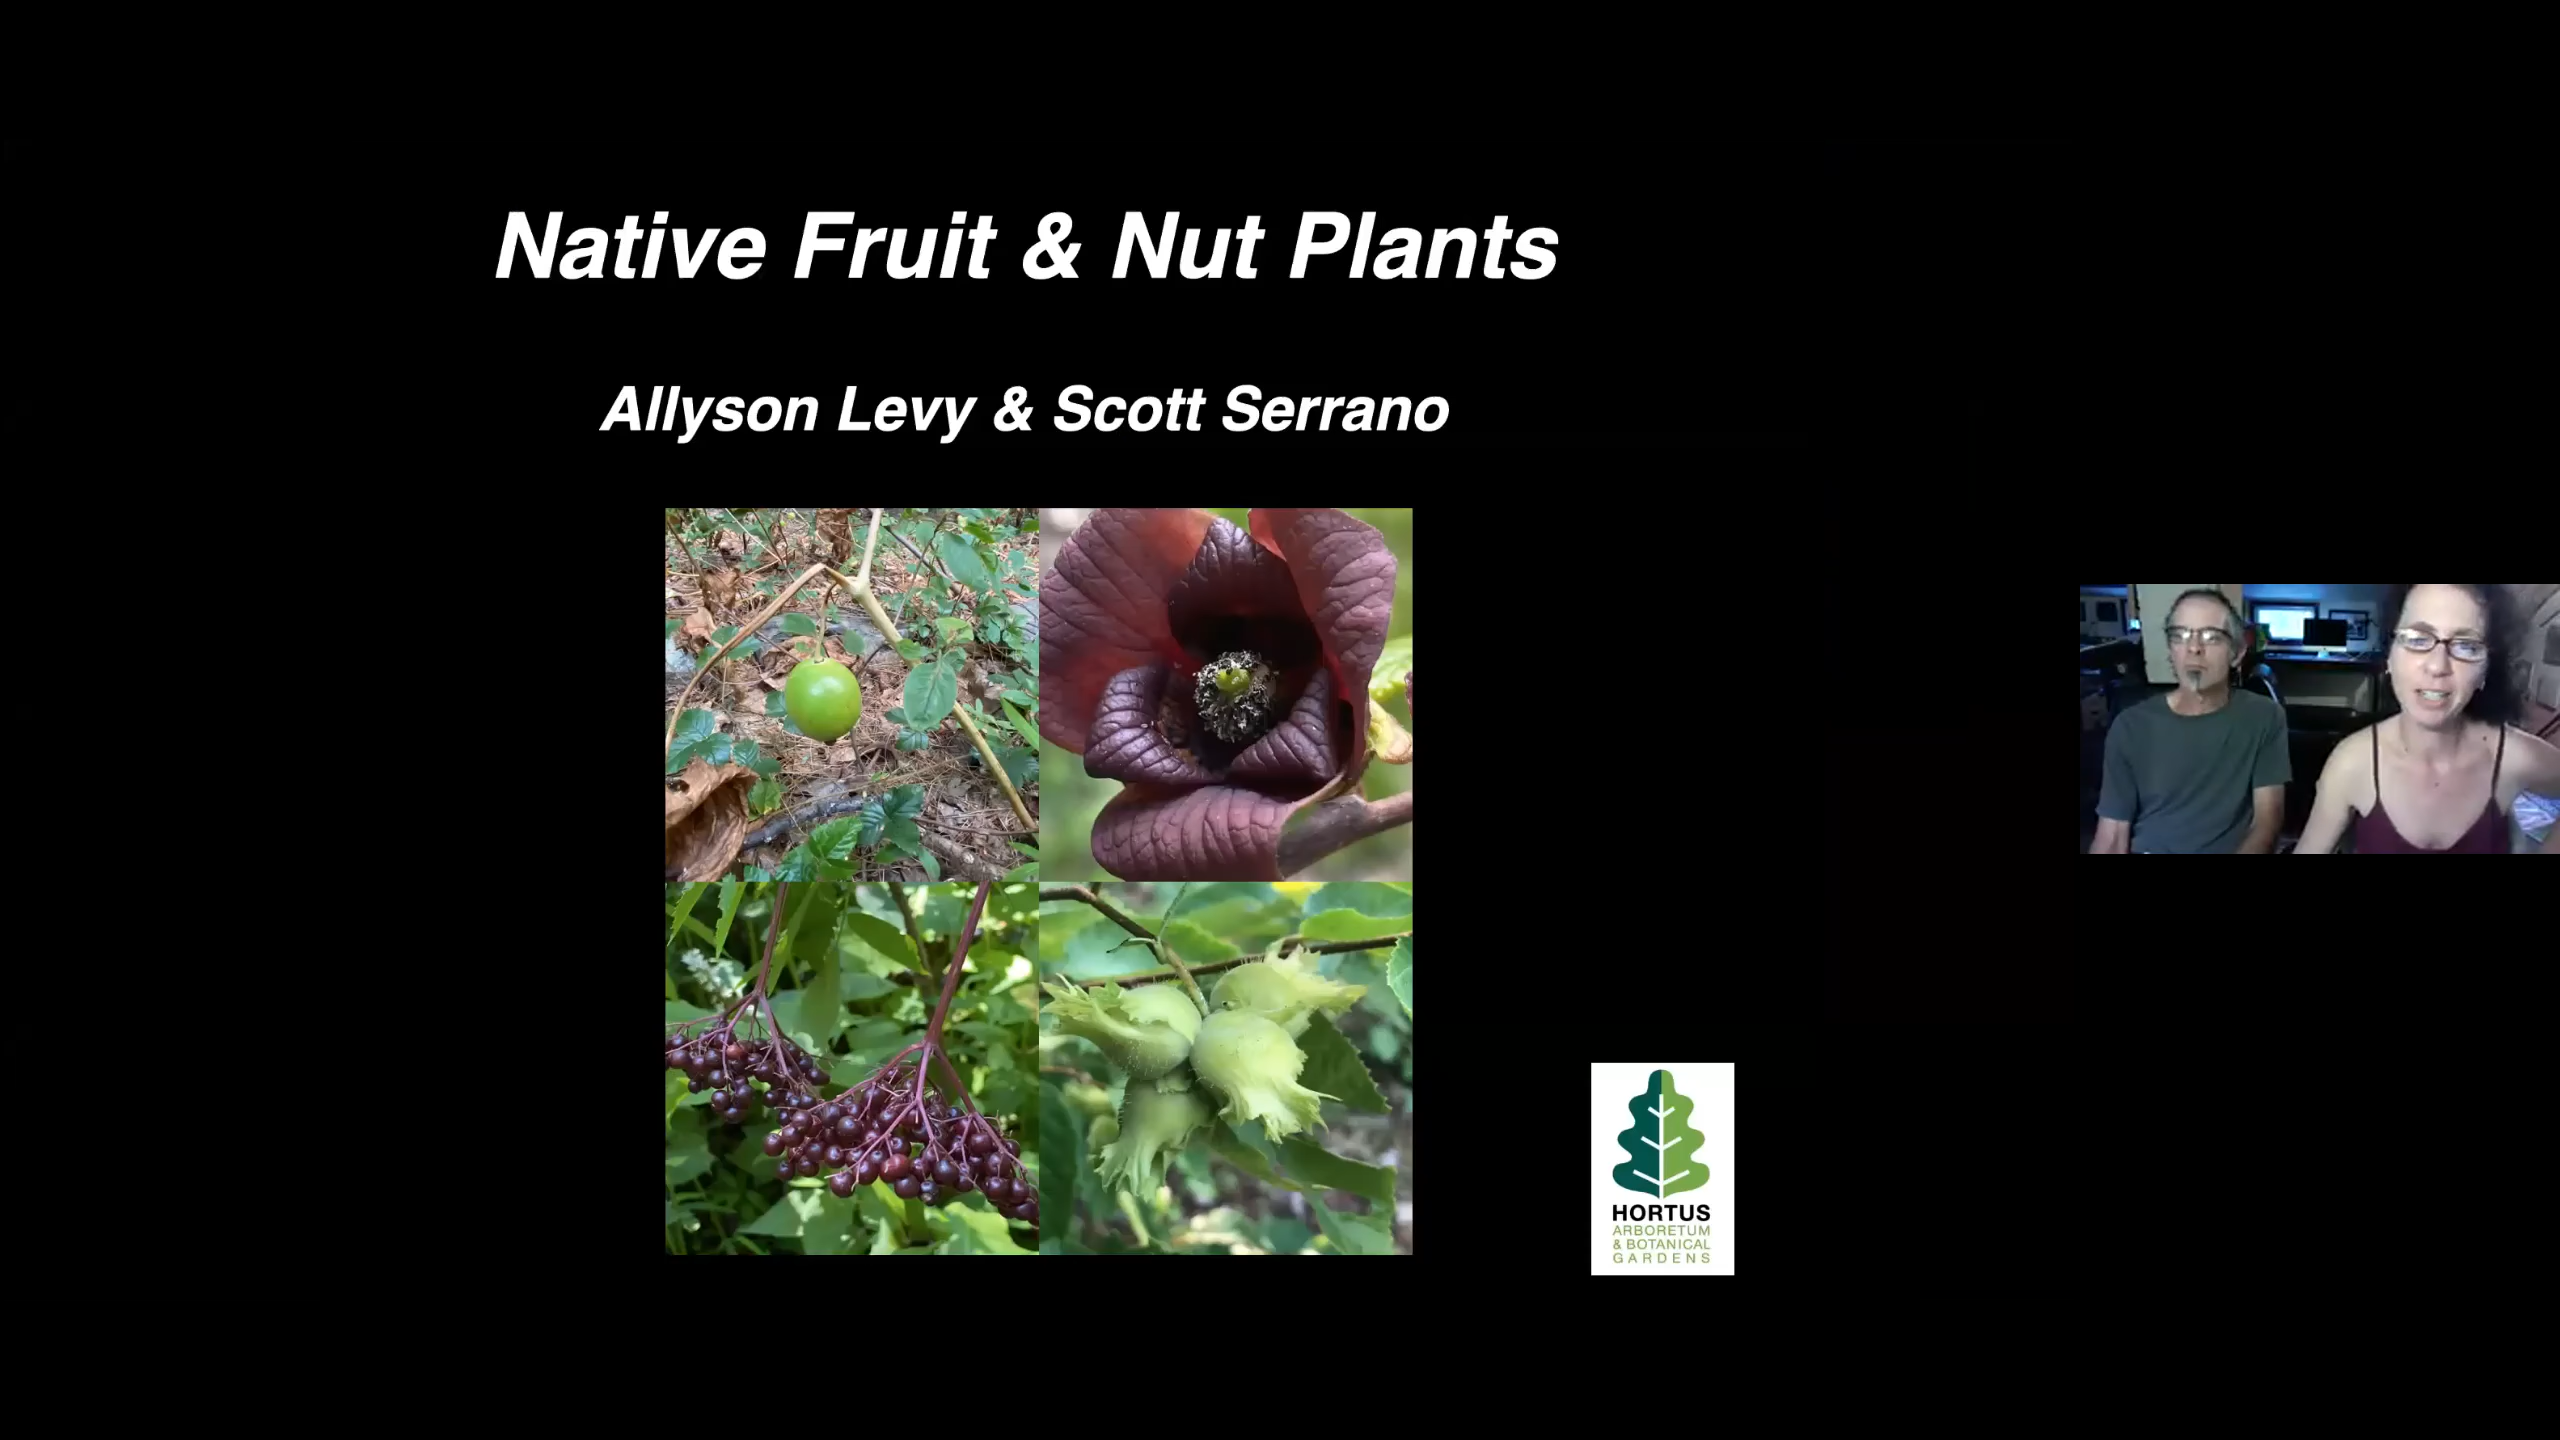 Native Fruit & Nut Plants
Allyson Levy & Scott Serrano
HORTUS
ARBORETUM
& BOTANICAL
GARDENS